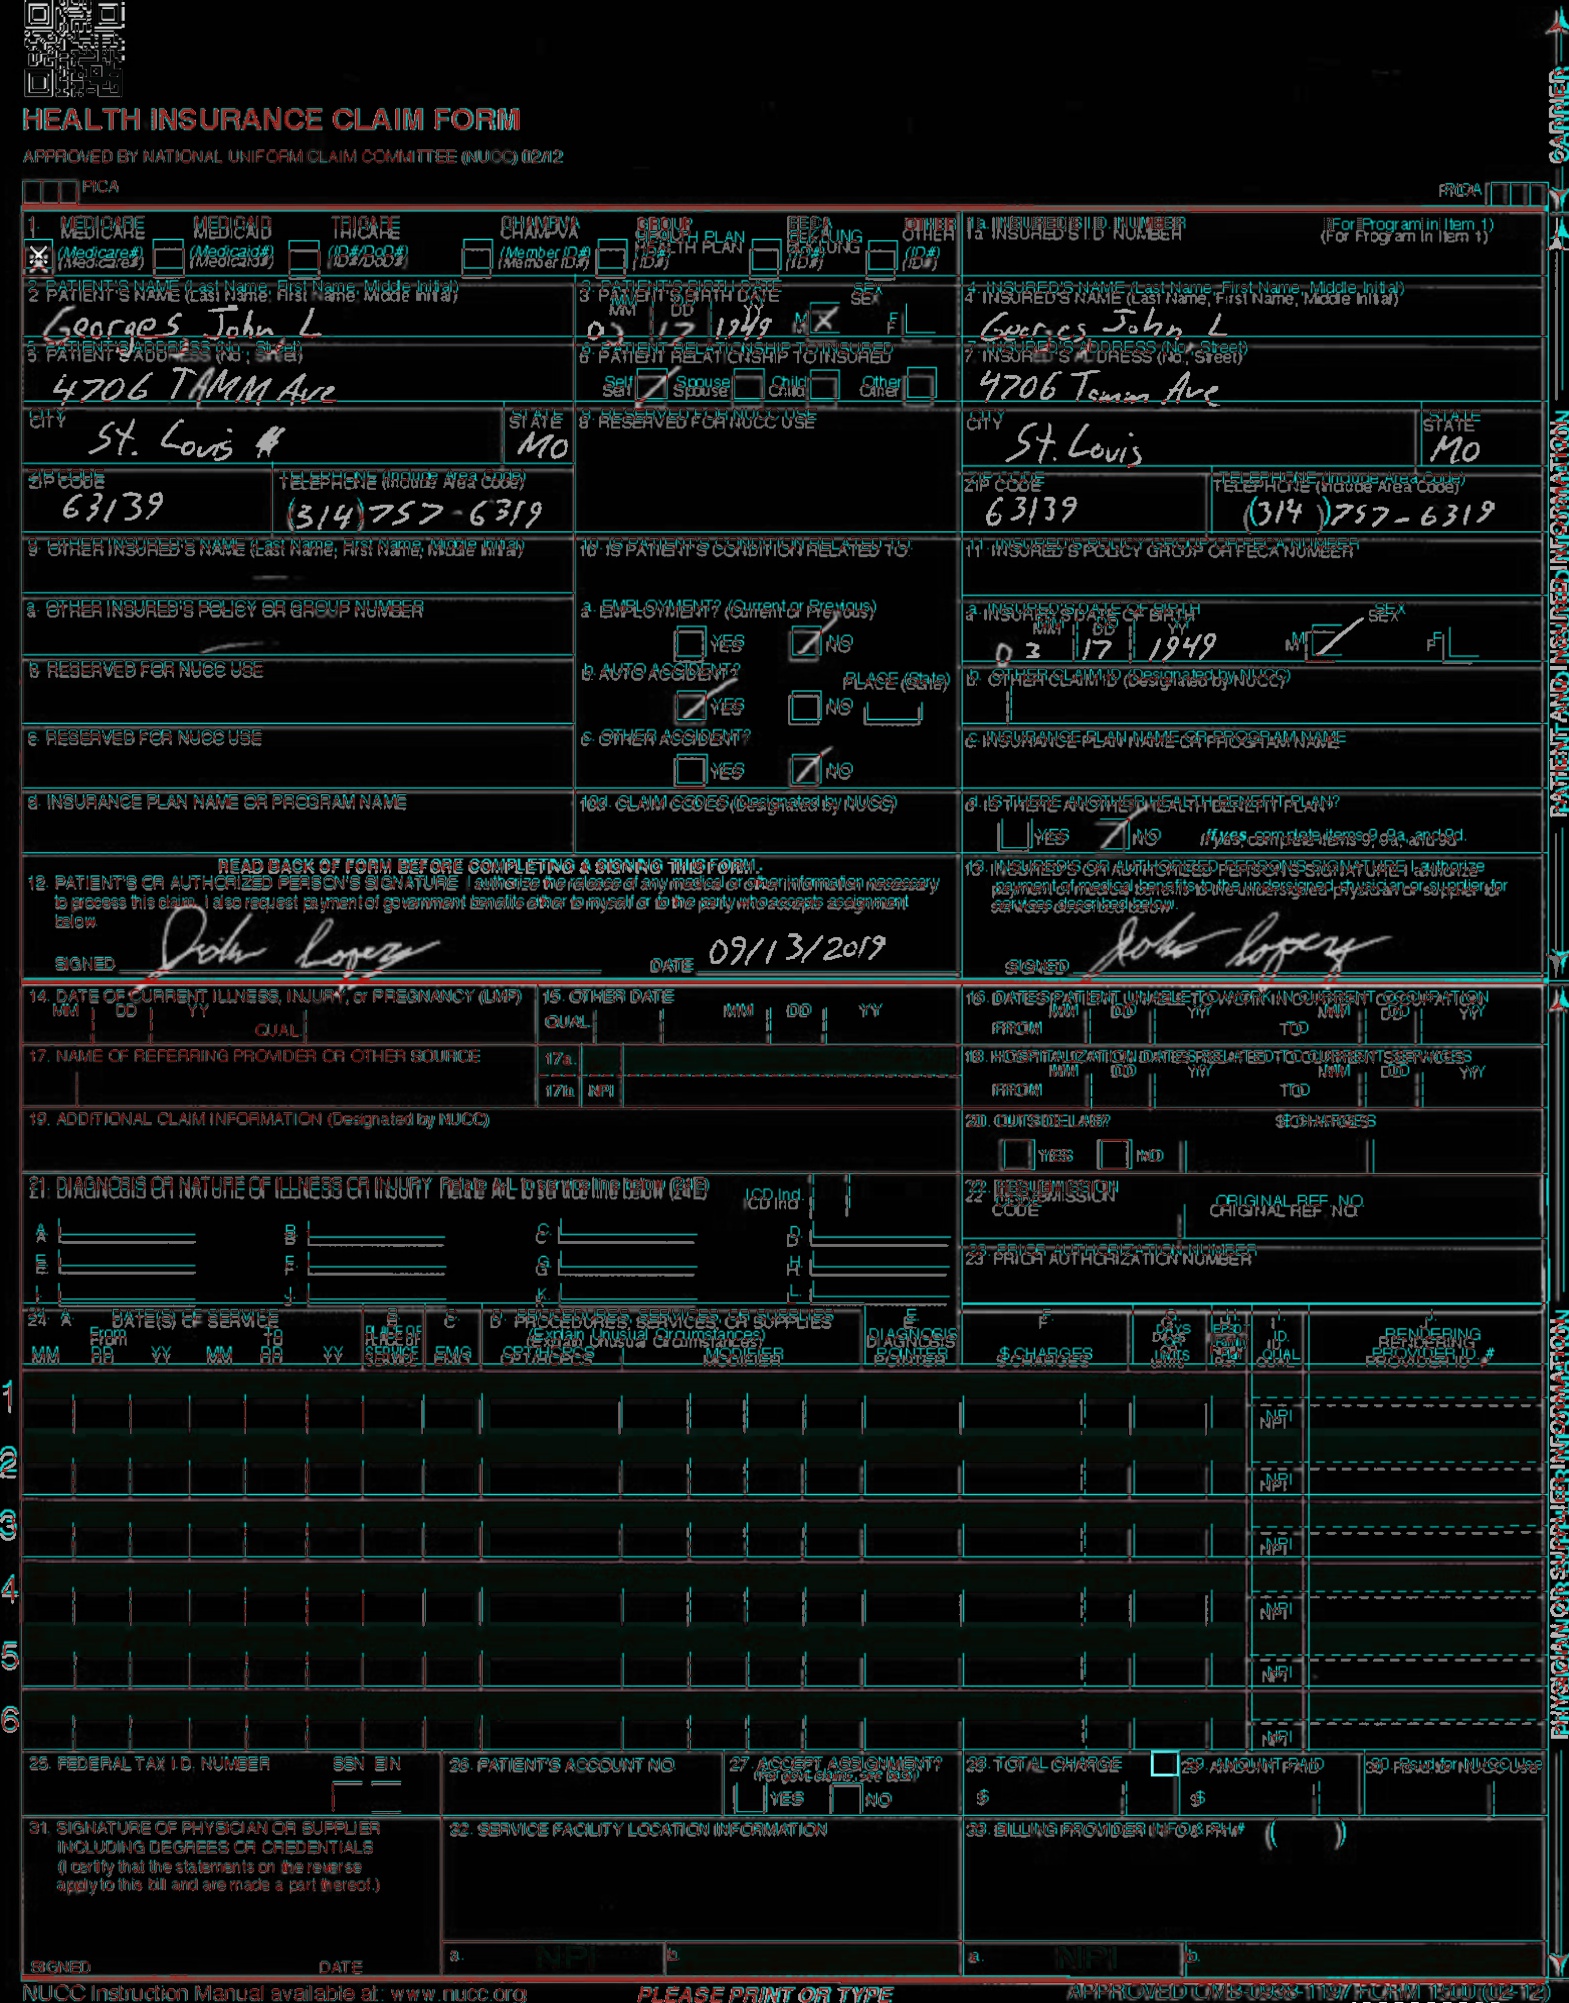 HEALTH INSURANCE CLAIM FORM
APPROVED BY NATIONAL UNIFORM CLAIM COMMITTEE (NUCC) 02/12
PICA PICA
CARRIER
1. MEDICARE MEDICAID TRICARE CHAMPVA GROUP HEALTH PLAN FECA BLK LUNG OTHER
(Medicare#) (Medicaid#) (ID#/DoD#) (Member ID#) (ID#) (ID#) (ID#)
1a. INSURED'S I.D. NUMBER (For Program in Item 1)
2. PATIENT'S NAME (Last Name, First Name, Middle Initial)
Georges John L
3. PATIENT'S BIRTH DATE SEX
MM DD YY
03 17 1949 M X F
4. INSURED'S NAME (Last Name, First Name, Middle Initial)
Georges John L
5. PATIENT'S ADDRESS (No., Street)
4706 TAMM Ave
6. PATIENT RELATIONSHIP TO INSURED
Self Spouse Child Other
7. INSURED'S ADDRESS (No., Street)
4706 Tamm Ave
CITY STATE
St. Louis MO
8. RESERVED FOR NUCC USE
CITY STATE
St. Louis MO
ZIP CODE TELEPHONE (Include Area Code)
63139 (314) 757-6319
ZIP CODE TELEPHONE (Include Area Code)
63139 (314) 757-6319
9. OTHER INSURED'S NAME (Last Name, First Name, Middle Initial)
10. IS PATIENT'S CONDITION RELATED TO:
11. INSURED'S POLICY GROUP OR FECA NUMBER
a. OTHER INSURED'S POLICY OR GROUP NUMBER
a. EMPLOYMENT? (Current or Previous)
YES NO
a. INSURED'S DATE OF BIRTH SEX
MM DD YY
03 17 1949 M F
b. RESERVED FOR NUCC USE
b. AUTO ACCIDENT? PLACE (State)
YES NO
b. OTHER CLAIM ID (Designated by NUCC)
c. RESERVED FOR NUCC USE
c. OTHER ACCIDENT?
YES NO
c. INSURANCE PLAN NAME OR PROGRAM NAME
d. INSURANCE PLAN NAME OR PROGRAM NAME
10d. CLAIM CODES (Designated by NUCC)
d. IS THERE ANOTHER HEALTH BENEFIT PLAN?
YES NO If yes, complete items 9, 9a, and 9d.
PATIENT AND INSURED INFORMATION
READ BACK OF FORM BEFORE COMPLETING & SIGNING THIS FORM.
12. PATIENT'S OR AUTHORIZED PERSON'S SIGNATURE I authorize the release of any medical or other information necessary
to process this claim. I also request payment of government benefits either to myself or to the party who accepts assignment
below.
SIGNED John Lopez DATE 09/13/2019
13. INSURED'S OR AUTHORIZED PERSON'S SIGNATURE I authorize
payment of medical benefits to the undersigned physician or supplier for
services described below.
SIGNED John Lopez
14. DATE OF CURRENT ILLNESS, INJURY, or PREGNANCY (LMP)
MM DD YY QUAL.
15. OTHER DATE
QUAL. MM DD YY
16. DATES PATIENT UNABLE TO WORK IN CURRENT OCCUPATION
MM DD YY MM DD YY
FROM TO
17. NAME OF REFERRING PROVIDER OR OTHER SOURCE
17a.
17b. NPI
18. HOSPITALIZATION DATES RELATED TO CURRENT SERVICES
MM DD YY MM DD YY
FROM TO
19. ADDITIONAL CLAIM INFORMATION (Designated by NUCC)
20. OUTSIDE LAB? $ CHARGES
YES NO
21. DIAGNOSIS OR NATURE OF ILLNESS OR INJURY Relate A-L to service line below (24E) ICD Ind.
A. B. C. D.
E. F. G. H.
I. J. K. L.
22. RESUBMISSION CODE ORIGINAL REF. NO.
23. PRIOR AUTHORIZATION NUMBER
24. A. DATE(S) OF SERVICE B. C. D. PROCEDURES, SERVICES, OR SUPPLIES E. F. G. H. I. J.
From To PLACE OF SERVICE EMG (Explain Unusual Circumstances) DIAGNOSIS POINTER $ CHARGES DAYS OR UNITS ID. QUAL. RENDERING PROVIDER ID. #
MM DD YY MM DD YY CPT/HCPCS MODIFIER
1 NPI
2 NPI
3 NPI
4 NPI
5 NPI
6 NPI
PHYSICIAN OR SUPPLIER INFORMATION
25. FEDERAL TAX I.D. NUMBER SSN EIN
26. PATIENT'S ACCOUNT NO.
27. ACCEPT ASSIGNMENT?
(For govt. claims, see back)
YES NO
28. TOTAL CHARGE
$
29. AMOUNT PAID
$
30. Rsvd for NUCC Use
31. SIGNATURE OF PHYSICIAN OR SUPPLIER
INCLUDING DEGREES OR CREDENTIALS
(I certify that the statements on the reverse
apply to this bill and are made a part thereof.)
SIGNED DATE
32. SERVICE FACILITY LOCATION INFORMATION
a. NPI b.
33. BILLING PROVIDER INFO & PH# ( )
a. NPI b.
NUCC Instruction Manual available at: www.nucc.org
PLEASE PRINT OR TYPE
APPROVED OMB-0938-1197 FORM 1500 (02-12)